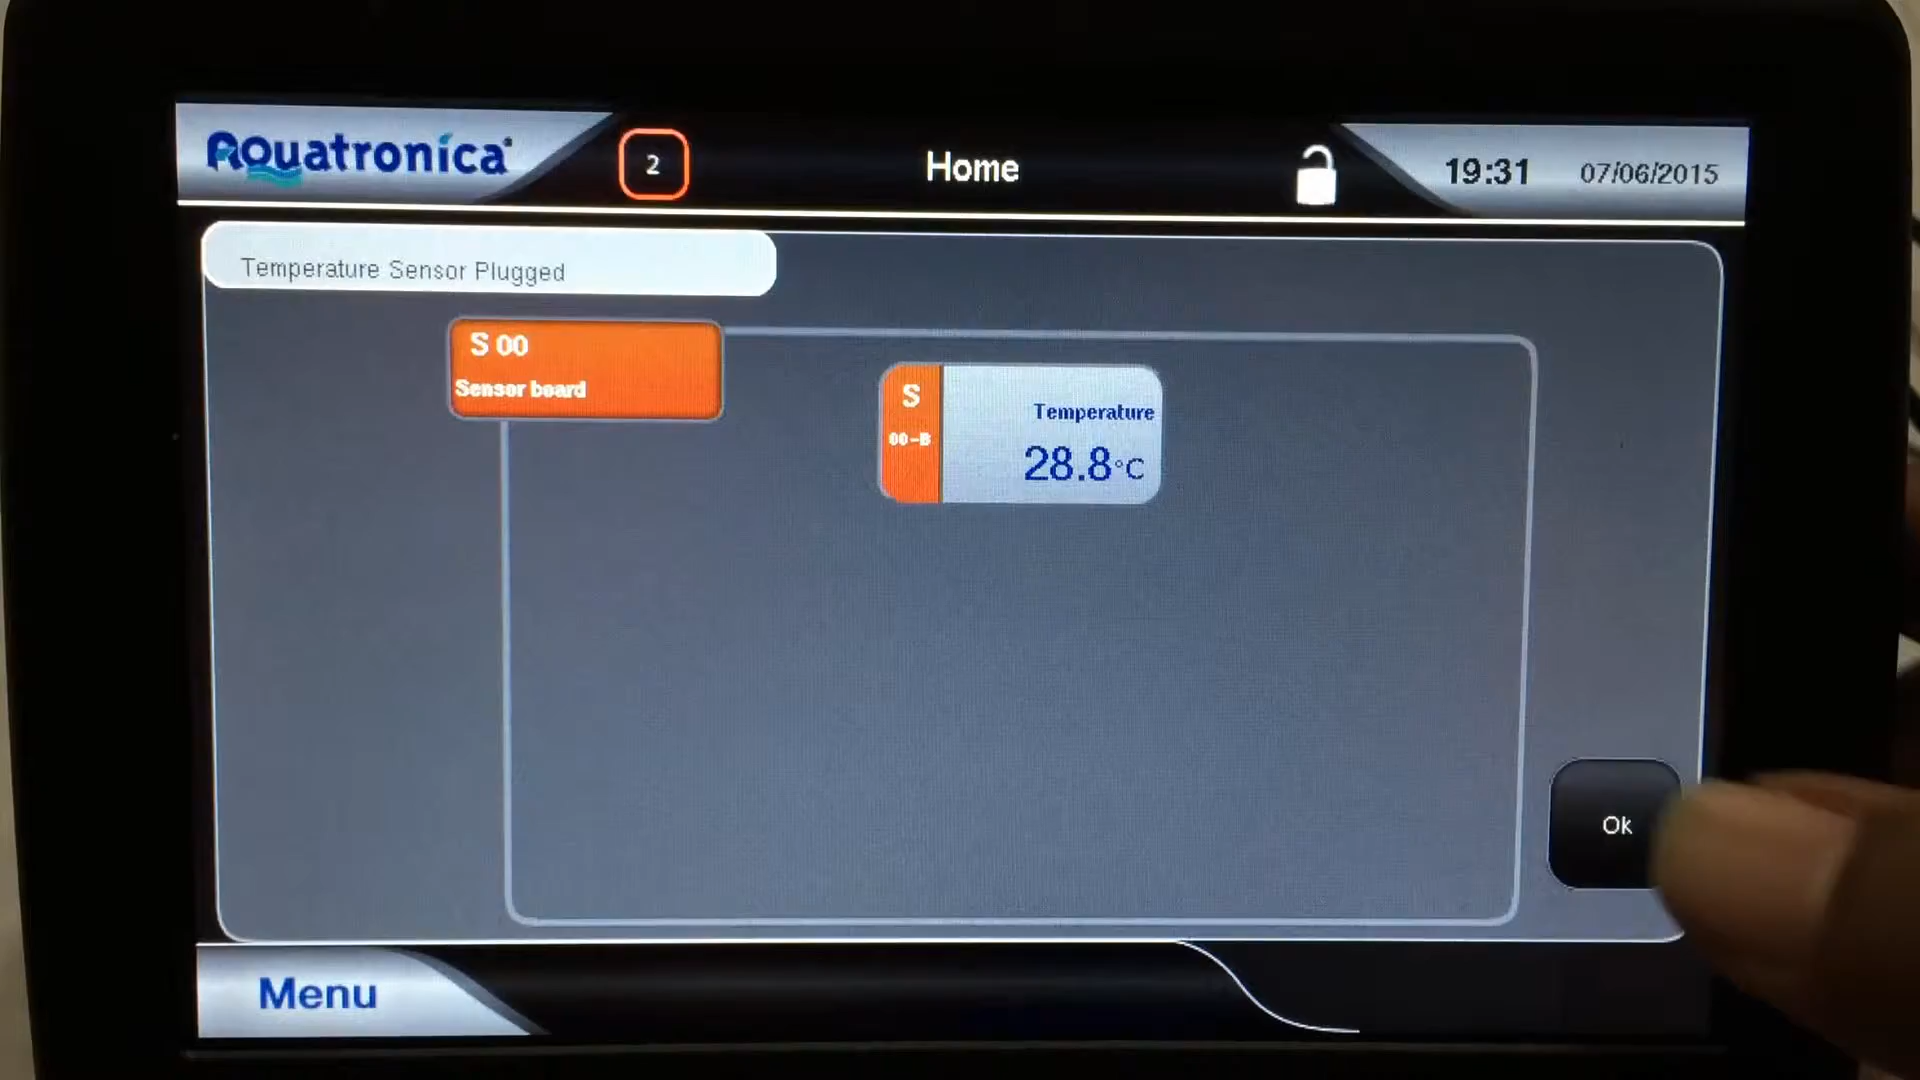 Aquatronica
2
Home
19:31
07/06/2015
Temperature Sensor Plugged
S 00
Sensor board
S
00-B
Temperature
28.8°C
Ok
Menu